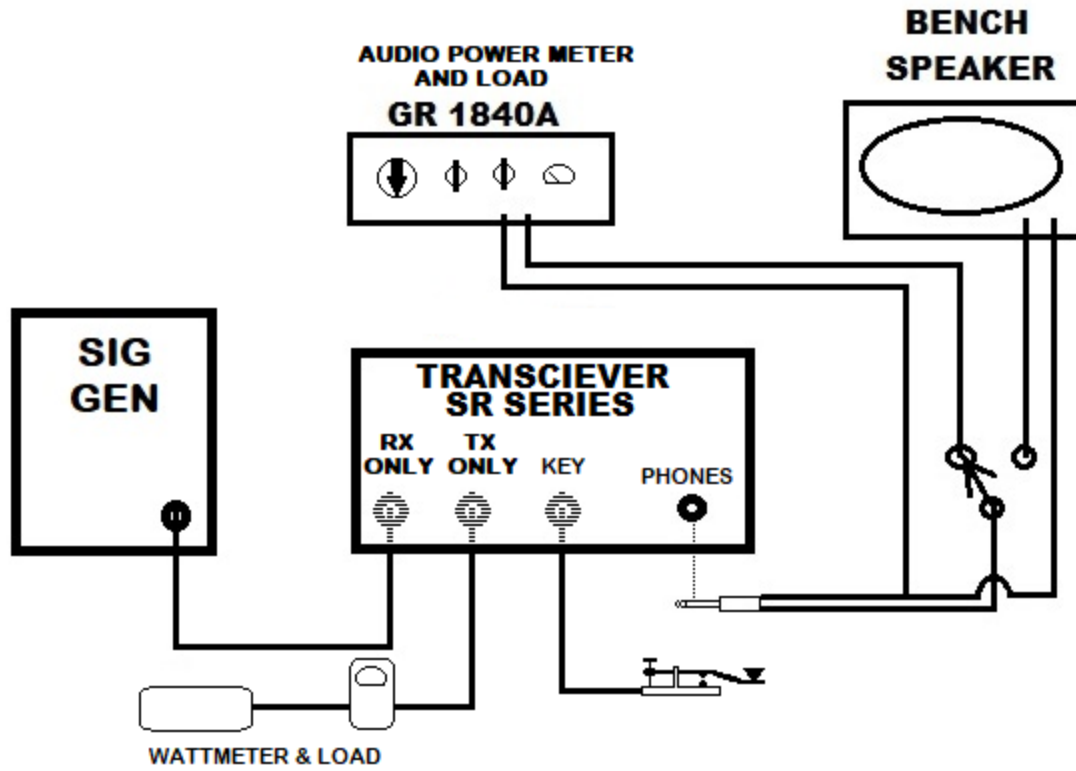 BENCH
SPEAKER
AUDIO POWER METER
AND LOAD
GR 1840A
SIG
GEN
TRANSCIEVER
SR SERIES
RX
ONLY
TX
ONLY
KEY
PHONES
WATTMETER & LOAD